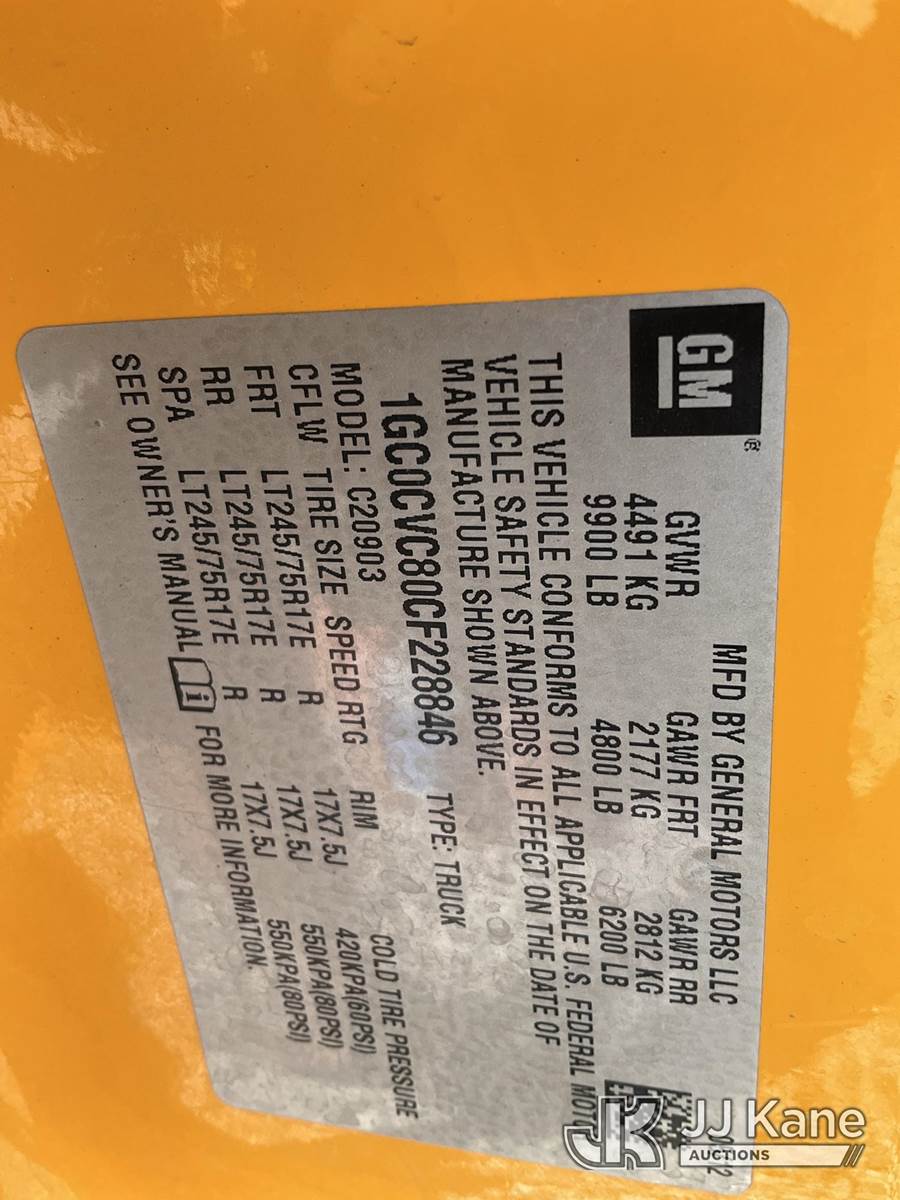 GM®
MFD BY GENERAL MOTORS LLC
GVWR GAWR FRT GAWR RR
4491 KG 2177 KG 2812 KG
9900 LB 4800 LB 6200 LB
THIS VEHICLE CONFORMS TO ALL APPLICABLE U.S. FEDERAL
VEHICLE SAFETY STANDARDS IN EFFECT ON THE DATE OF
MANUFACTURE SHOWN ABOVE.
1GC0CVC80CF228846 TYPE: TRUCK
MODEL: C20903
CFLW TIRE SIZE SPEED RTG RIM COLD TIRE PRESSURE
FRT LT245/75R17E R 17X7.5J 420KPA(60PSI)
RR LT245/75R17E R 17X7.5J 550KPA(80PSI)
SPA LT245/75R17E R 17X7.5J 550KPA(80PSI)
SEE OWNER'S MANUAL i FOR MORE INFORMATION.
JK JJ Kane
AUCTIONS